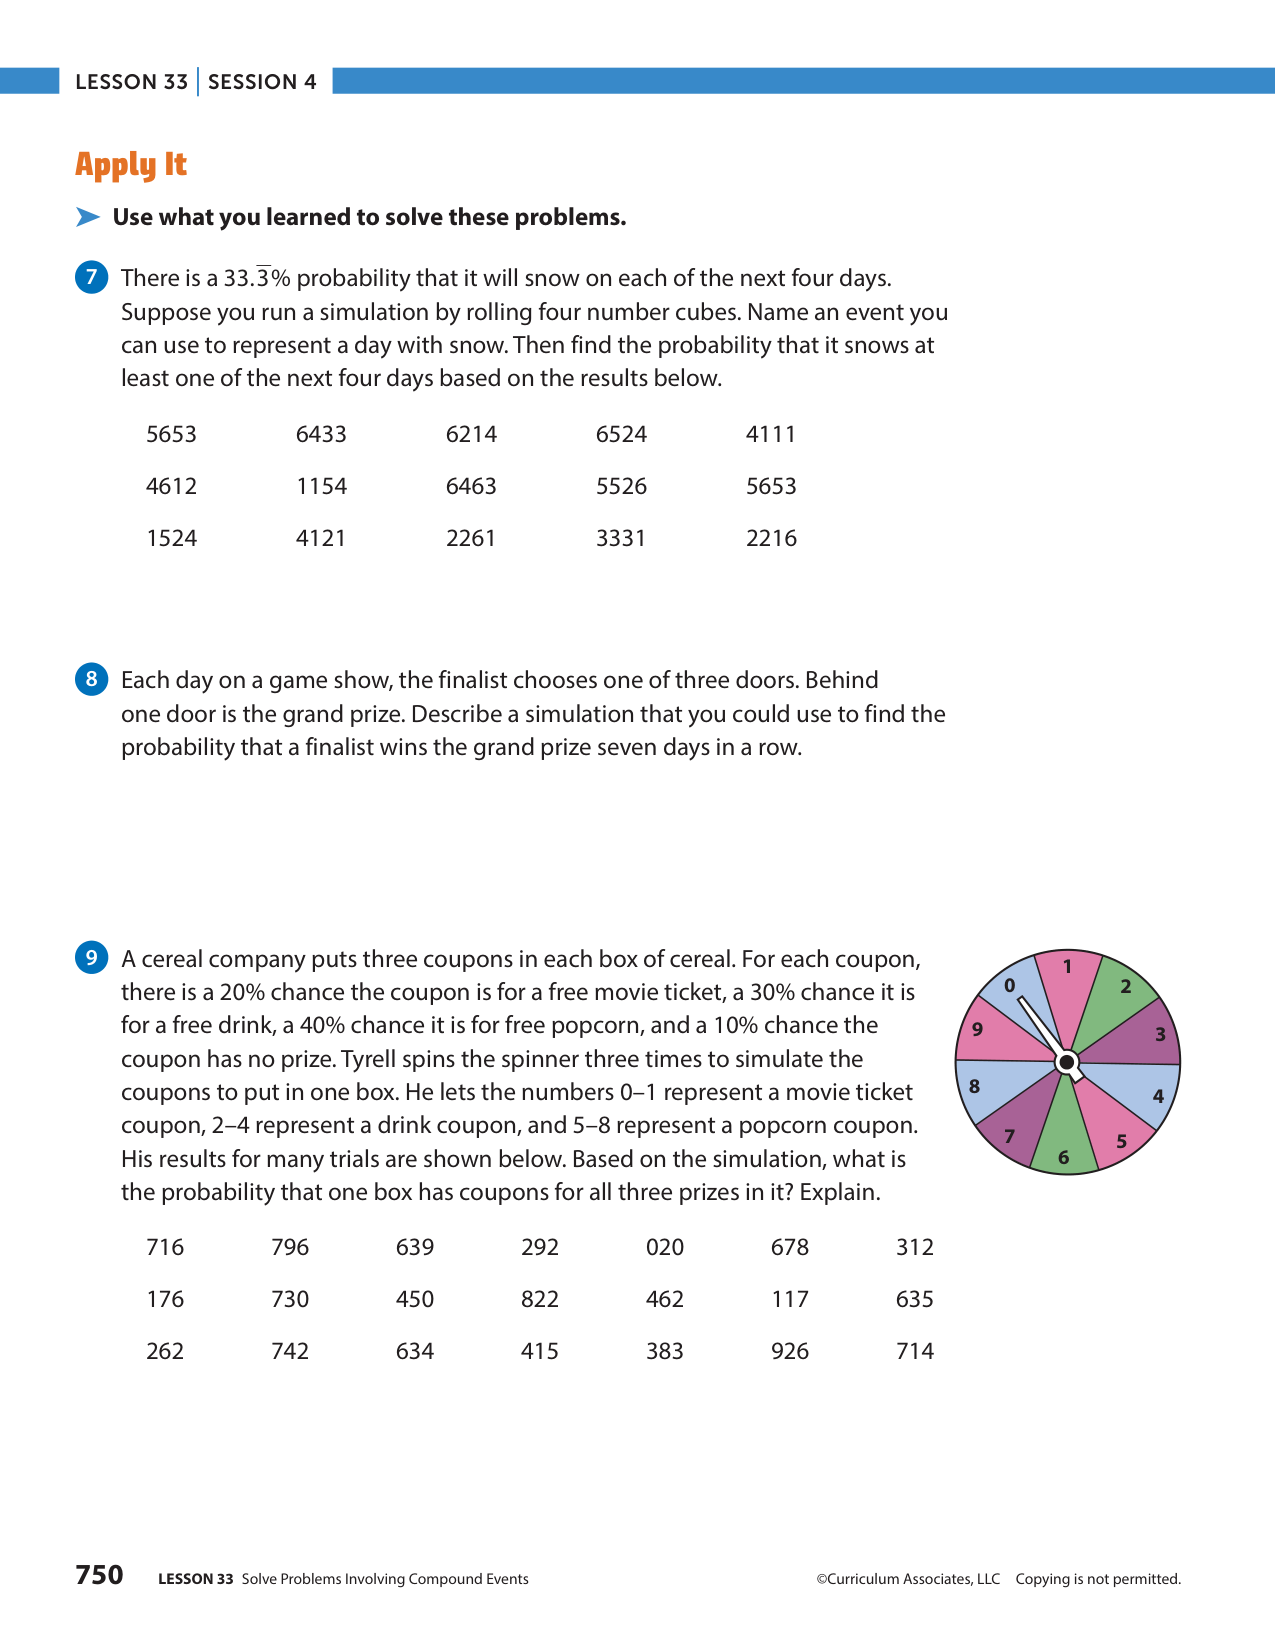 LESSON 33 | SESSION 4
Apply It
➤ Use what you learned to solve these problems.
7 There is a 33.3̅% probability that it will snow on each of the next four days.
Suppose you run a simulation by rolling four number cubes. Name an event you
can use to represent a day with snow. Then find the probability that it snows at
least one of the next four days based on the results below.
5653 6433 6214 6524 4111
4612 1154 6463 5526 5653
1524 4121 2261 3331 2216
8 Each day on a game show, the finalist chooses one of three doors. Behind
one door is the grand prize. Describe a simulation that you could use to find the
probability that a finalist wins the grand prize seven days in a row.
9 A cereal company puts three coupons in each box of cereal. For each coupon,
there is a 20% chance the coupon is for a free movie ticket, a 30% chance it is
for a free drink, a 40% chance it is for free popcorn, and a 10% chance the
coupon has no prize. Tyrell spins the spinner three times to simulate the
coupons to put in one box. He lets the numbers 0–1 represent a movie ticket
coupon, 2–4 represent a drink coupon, and 5–8 represent a popcorn coupon.
His results for many trials are shown below. Based on the simulation, what is
the probability that one box has coupons for all three prizes in it? Explain.
0
1
2
3
4
5
6
7
8
9
716 796 639 292 020 678 312
176 730 450 822 462 117 635
262 742 634 415 383 926 714
750 LESSON 33 Solve Problems Involving Compound Events ©Curriculum Associates, LLC Copying is not permitted.